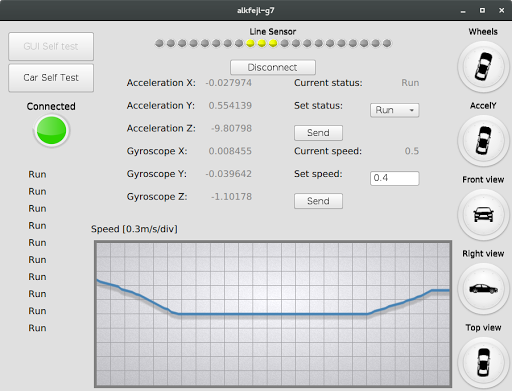 alkfejl-g7
GUI Self test
Car Self Test
Connected
Run
Run
Run
Run
Run
Run
Run
Run
Run
Run
Line Sensor
Disconnect
Acceleration X: -0.027974
Acceleration Y: 0.554139
Acceleration Z: -9.80798
Gyroscope X: 0.008455
Gyroscope Y: -0.039642
Gyroscope Z: -1.10178
Current status: Run
Set status: Run
Send
Current speed: 0.5
Set speed: 0.4
Send
Speed [0.3m/s/div]
Wheels
AccelY
Front view
Right view
Top view